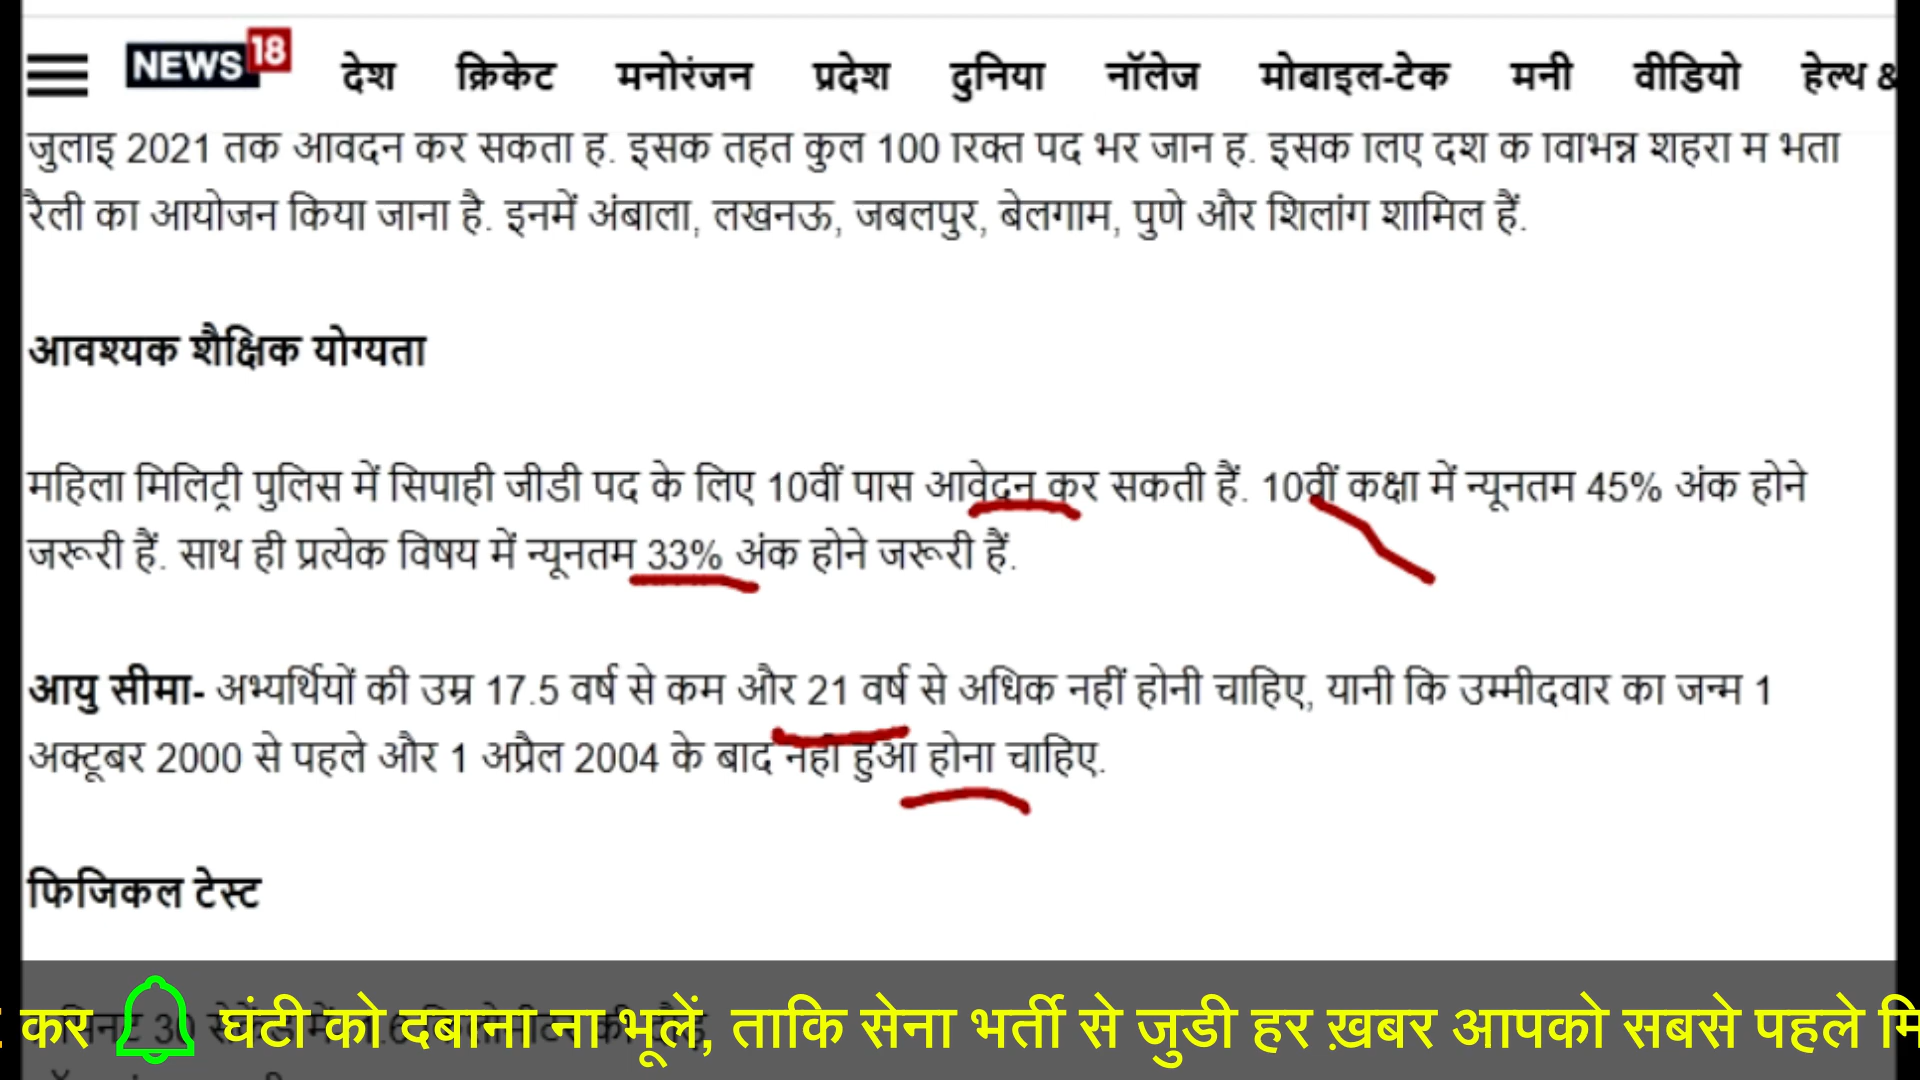 NEWS 18 देश क्रिकेट मनोरंजन प्रदेश दुनिया नॉलेज मोबाइल-टेक मनी वीडियो हेल्थ &
जुलाई 2021 तक आवेदन कर सकती हैं. इसके तहत कुल 100 रिक्त पद भरे जाने हैं. इसके लिए देश के विभिन्न शहरों में भर्ती
रैली का आयोजन किया जाना है. इनमें अंबाला, लखनऊ, जबलपुर, बेलगाम, पुणे और शिलांग शामिल हैं.
आवश्यक शैक्षिक योग्यता
महिला मिलिट्री पुलिस में सिपाही जीडी पद के लिए 10वीं पास आवेदन कर सकती हैं. 10वीं कक्षा में न्यूनतम 45% अंक होने
जरूरी हैं. साथ ही प्रत्येक विषय में न्यूनतम 33% अंक होने जरूरी हैं.
आयु सीमा- अभ्यर्थियों की उम्र 17.5 वर्ष से कम और 21 वर्ष से अधिक नहीं होनी चाहिए, यानी कि उम्मीदवार का जन्म 1
अक्टूबर 2000 से पहले और 1 अप्रैल 2004 के बाद नहीं हुआ होना चाहिए.
फिजिकल टेस्ट
कर घंटी को दबाना ना भूलें, ताकि सेना भर्ती से जुडी हर ख़बर आपको सबसे पहले